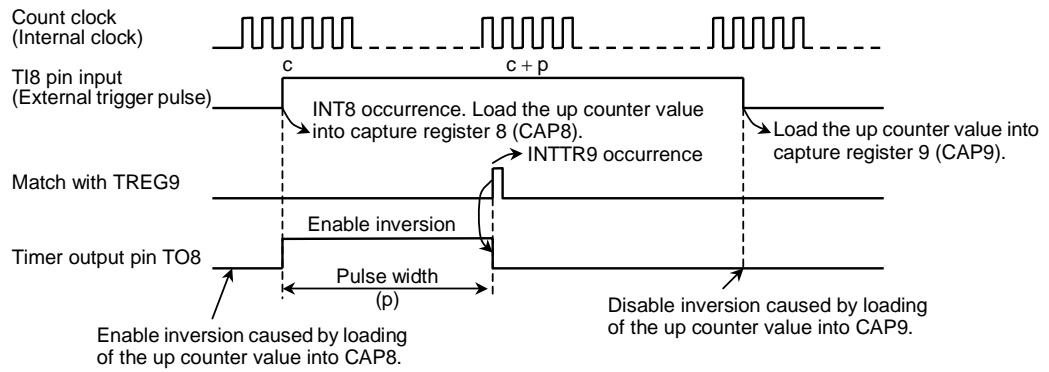 Count clock
(Internal clock)
c
c + p
TI8 pin input
(External trigger pulse)
INT8 occurrence. Load the up counter value
into capture register 8 (CAP8).
Load the up counter value into
capture register 9 (CAP9).
INTTR9 occurrence
Match with TREG9
Enable inversion
Timer output pin TO8
Pulse width
(p)
Enable inversion caused by loading
of the up counter value into CAP8.
Disable inversion caused by loading
of the up counter value into CAP9.